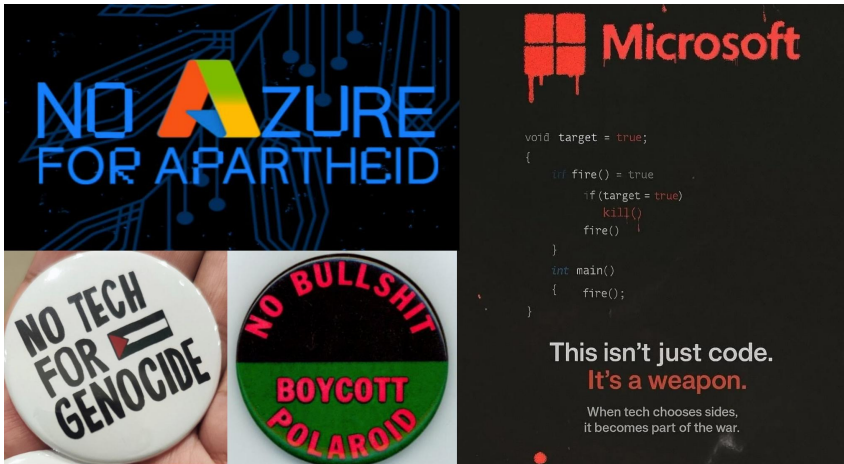 NO AZURE
FOR APARTHEID
NO TECH
FOR
GENOCIDE
NO BULLSHIT
BOYCOTT
POLAROID
Microsoft
void target = true;
{
int fire() = true
if(target = true)
kill()
fire()
}
int main()
{ fire();
}
This isn't just code.
It's a weapon.
When tech chooses sides,
it becomes part of the war.